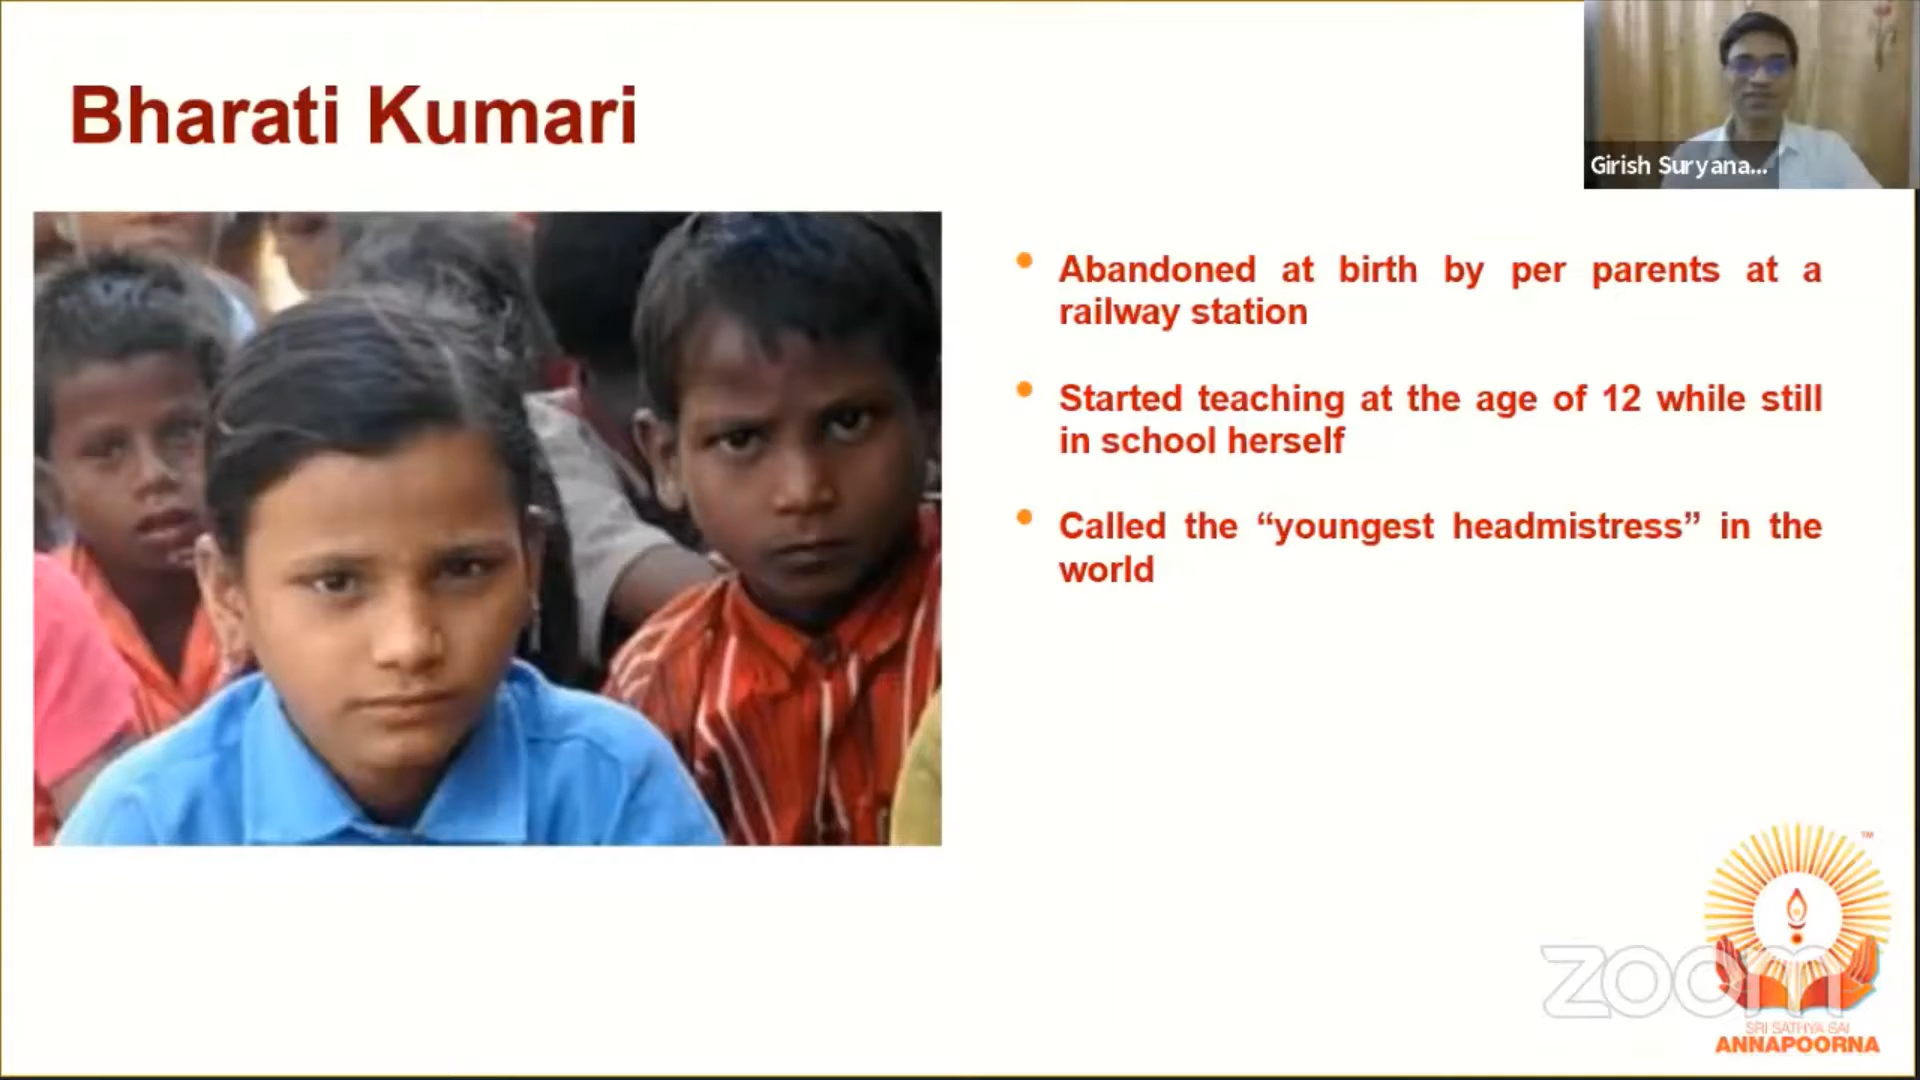 Bharati Kumari
Girish Suryana...
• Abandoned at birth by per parents at a
railway station
• Started teaching at the age of 12 while still
in school herself
• Called the “youngest headmistress” in the
world
TM
zoom
SRI SATHYA SAI
ANNAPOORNA